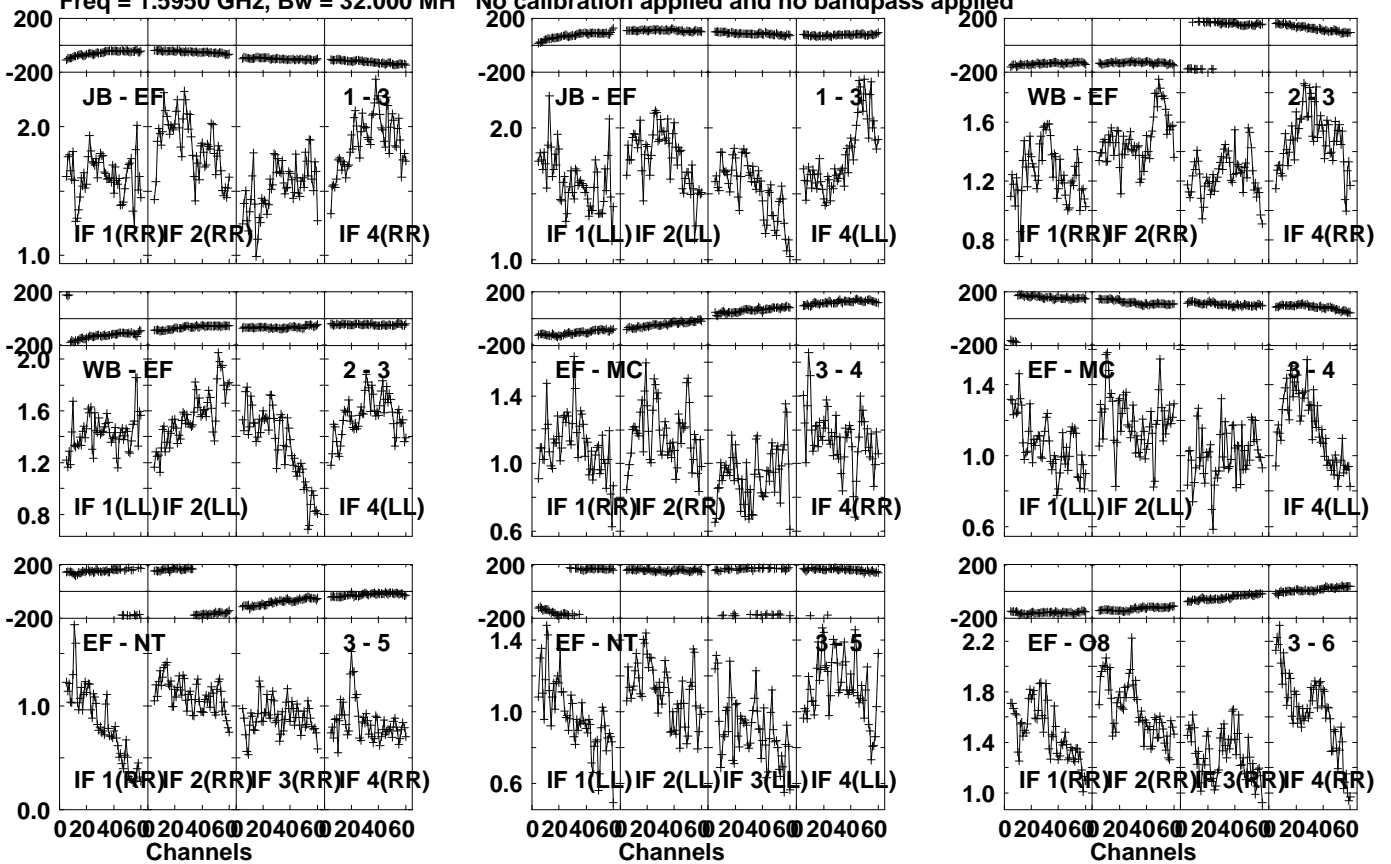 Freq = 1.5950 GHz, Bw = 32.000 MH No calibration applied and no bandpass applied
200 200 200
-200 -200 -200
JB - EF 1 - 3 JB - EF 1 - 3 WB - EF 2 - 3
2.0 2.0 1.6
1.2
IF 1(RR) IF 2(RR) IF 4(RR) IF 1(LL) IF 2(LL) IF 4(LL) IF 1(RR) IF 2(RR) IF 4(RR)
1.0 1.0 0.8
200 200 200
-200 -200 -200
2.0
WB - EF 2 - 3 EF - MC 3 - 4 EF - MC 3 - 4
1.6 1.4 1.4
1.2 1.0 1.0
IF 1(LL) IF 2(LL) IF 4(LL) IF 1(RR) IF 2(RR) IF 4(RR) IF 1(LL) IF 2(LL) IF 4(LL)
0.8 0.6 0.6
200 200 200
-200 -200 -200
EF - NT 3 - 5 EF - NT 3 - 5 EF - O8 3 - 6
1.4 2.2
1.0 1.0 1.8
1.4
IF 1(RR) IF 2(RR) IF 3(RR) IF 4(RR) IF 1(LL) IF 2(LL) IF 3(LL) IF 4(LL) IF 1(RR) IF 2(RR) IF 3(RR) IF 4(RR)
0.0 0.6 1.0
0 20 40 60 0 20 40 60 0 20 40 60 0 20 40 60 0 20 40 60 0 20 40 60 0 20 40 60 0 20 40 60 0 20 40 60 0 20 40 60 0 20 40 60 0 20 40 60
Channels Channels Channels